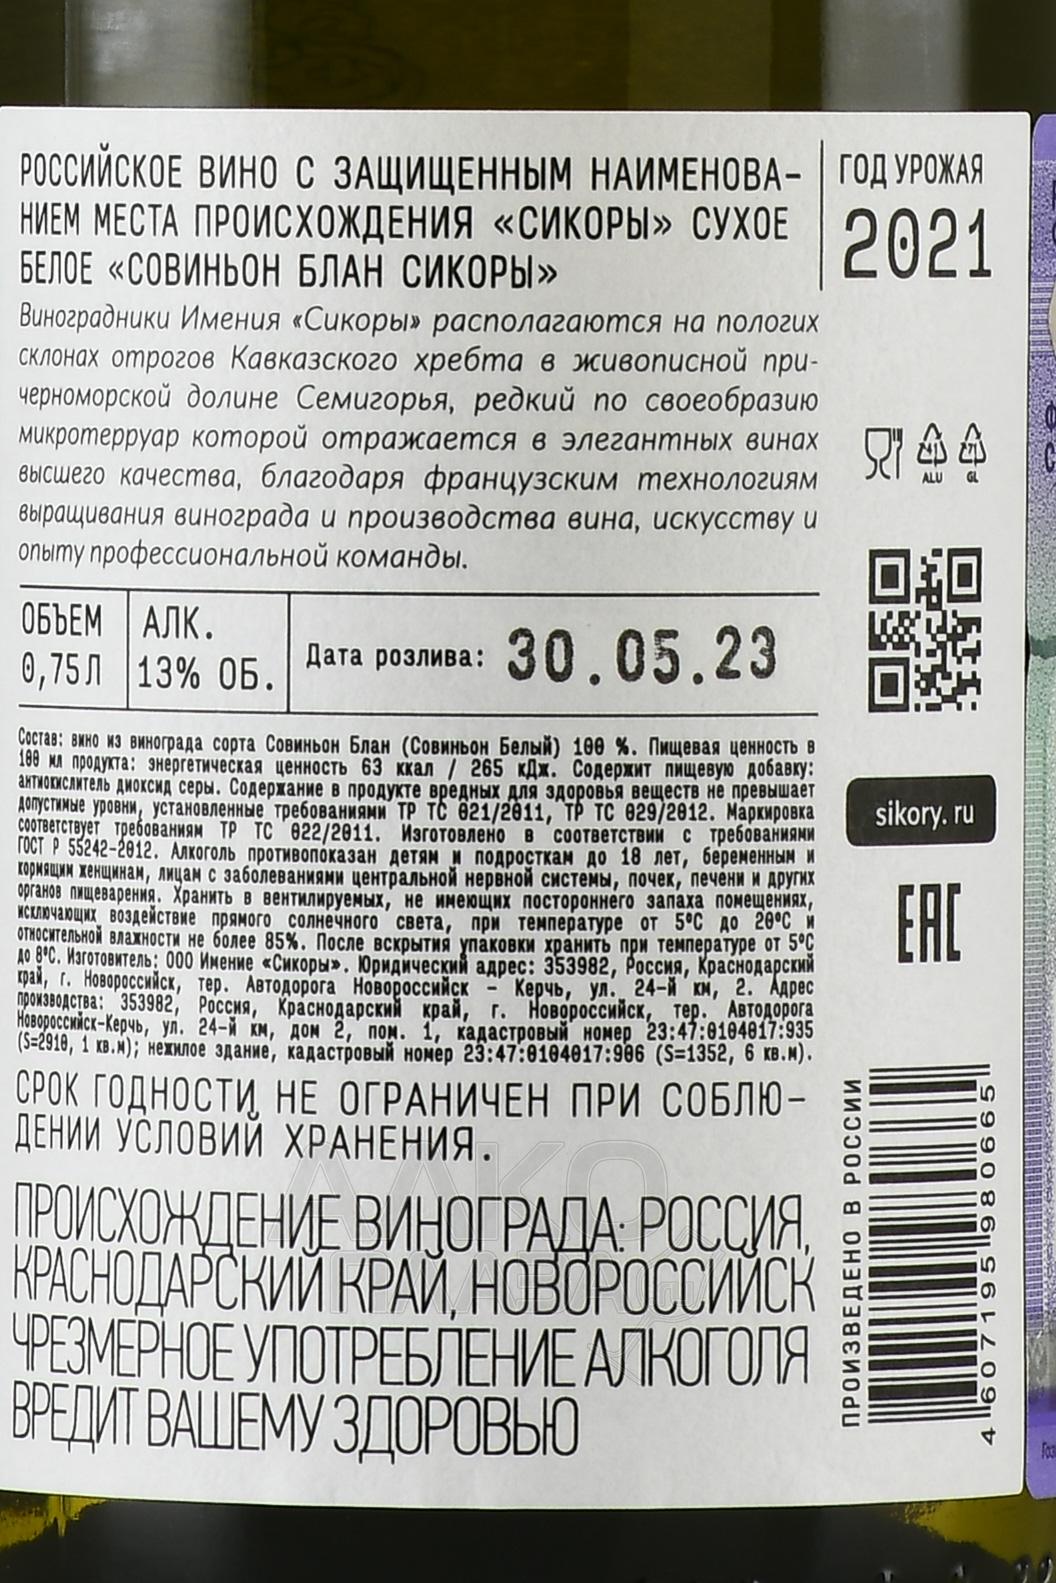 РОССИЙСКОЕ ВИНО С ЗАЩИЩЕННЫМ НАИМЕНОВА-
НИЕМ МЕСТА ПРОИСХОЖДЕНИЯ «СИКОРЫ» СУХОЕ
БЕЛОЕ «СОВИНЬОН БЛАН СИКОРЫ»
ГОД УРОЖАЯ
2021
Виноградники Имения «Сикоры» располагаются на пологих
склонах отрогов Кавказского хребта в живописной при-
черноморской долине Семигорья, редкий по своеобразию
микротерруар которой отражается в элегантных винах
высшего качества, благодаря французским технологиям
выращивания винограда и производства вина, искусству и
опыту профессиональной команды.
ALU
GL
ОБЪЕМ
0,75Л
АЛК.
13% ОБ.
Дата розлива: 30.05.23
Состав: вино из винограда сорта Совиньон Блан (Совиньон Белый) 100 %. Пищевая ценность в
100 мл продукта: энергетическая ценность 63 ккал / 265 кДж. Содержит пищевую добавку:
антиокислитель диоксид серы. Содержание в продукте вредных для здоровья веществ не превышает
допустимые уровни, установленные требованиями ТР ТС 021/2011, ТР ТС 029/2012. Маркировка
соответствует требованиям ТР ТС 022/2011. Изготовлено в соответствии с требованиями
ГОСТ Р 55242-2012. Алкоголь противопоказан детям и подросткам до 18 лет, беременным и
кормящим женщинам, лицам с заболеваниями центральной нервной системы, почек, печени и других
органов пищеварения. Хранить в вентилируемых, не имеющих постороннего запаха помещениях,
исключающих воздействие прямого солнечного света, при температуре от 5°С до 20°С и
относительной влажности не более 85%. После вскрытия упаковки хранить при температуре от 5°С
до 8°С. Изготовитель: ООО Имение «Сикоры». Юридический адрес: 353982, Россия, Краснодарский
край, г. Новороссийск, тер. Автодорога Новороссийск - Керчь, ул. 24-й км, 2. Адрес
производства: 353982, Россия, Краснодарский край, г. Новороссийск, тер. Автодорога
Новороссийск-Керчь, ул. 24-й км, дом 2, пом. 1, кадастровый номер 23:47:0104017:935
(S=2910, 1 кв.м); нежилое здание, кадастровый номер 23:47:0104017:906 (S=1352, 6 кв.м).
sikory.ru
ЕАС
СРОК ГОДНОСТИ НЕ ОГРАНИЧЕН ПРИ СОБЛЮ-
ДЕНИИ УСЛОВИЙ ХРАНЕНИЯ.
ПРОИСХОЖДЕНИЕ ВИНОГРАДА: РОССИЯ,
КРАСНОДАРСКИЙ КРАЙ, НОВОРОССИЙСК
ЧРЕЗМЕРНОЕ УПОТРЕБЛЕНИЕ АЛКОГОЛЯ
ВРЕДИТ ВАШЕМУ ЗДОРОВЬЮ
ПРОИЗВЕДЕНО В РОССИИ
4 607195 980665